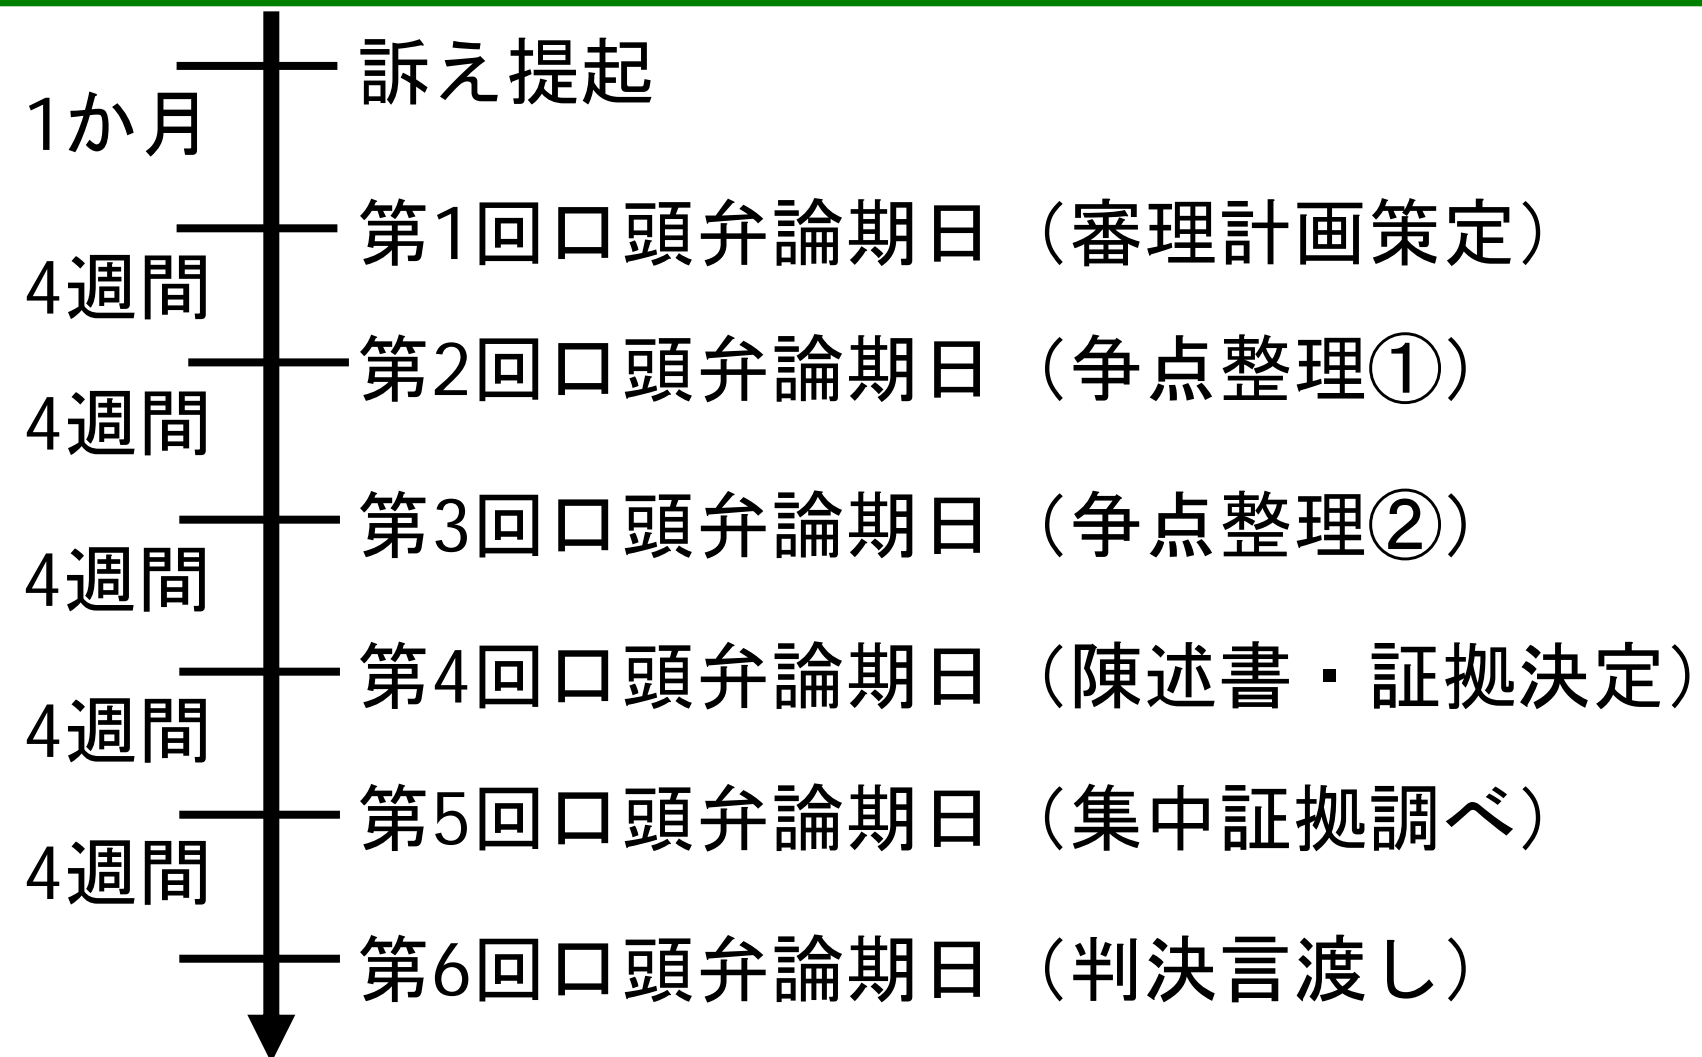 訴え提起
1か月
第1回口頭弁論期日（審理計画策定）
4週間
第2回口頭弁論期日（争点整理①）
4週間
第3回口頭弁論期日（争点整理②）
4週間
第4回口頭弁論期日（陳述書・証拠決定）
4週間
第5回口頭弁論期日（集中証拠調べ）
4週間
第6回口頭弁論期日（判決言渡し）